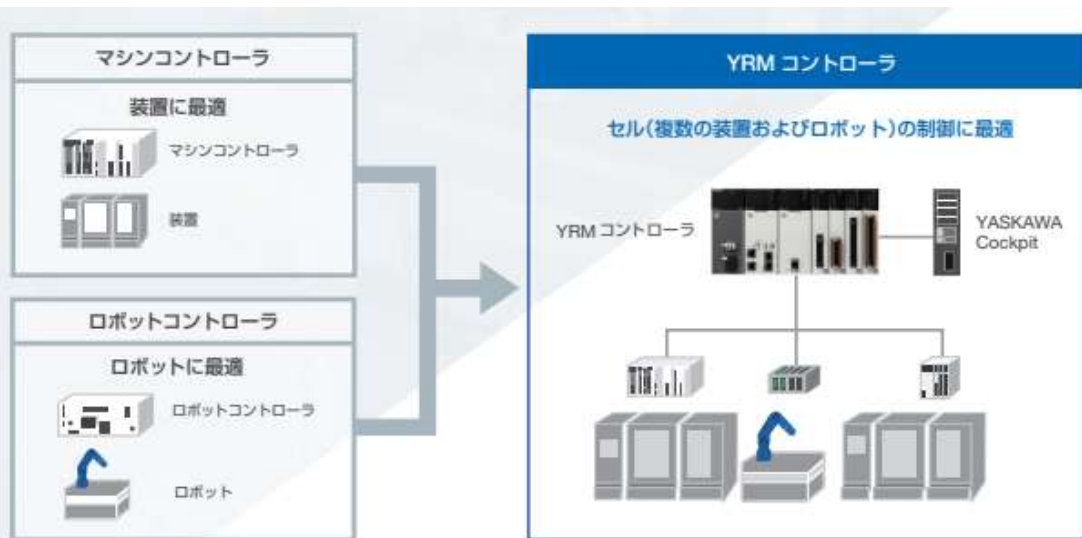 マシンコントローラ
装置に最適
マシンコントローラ
装置
ロボットコントローラ
ロボットに最適
ロボットコントローラ
ロボット
YRM コントローラ
セル(複数の装置およびロボット)の制御に最適
YRM コントローラ
YASKAWA
Cockpit